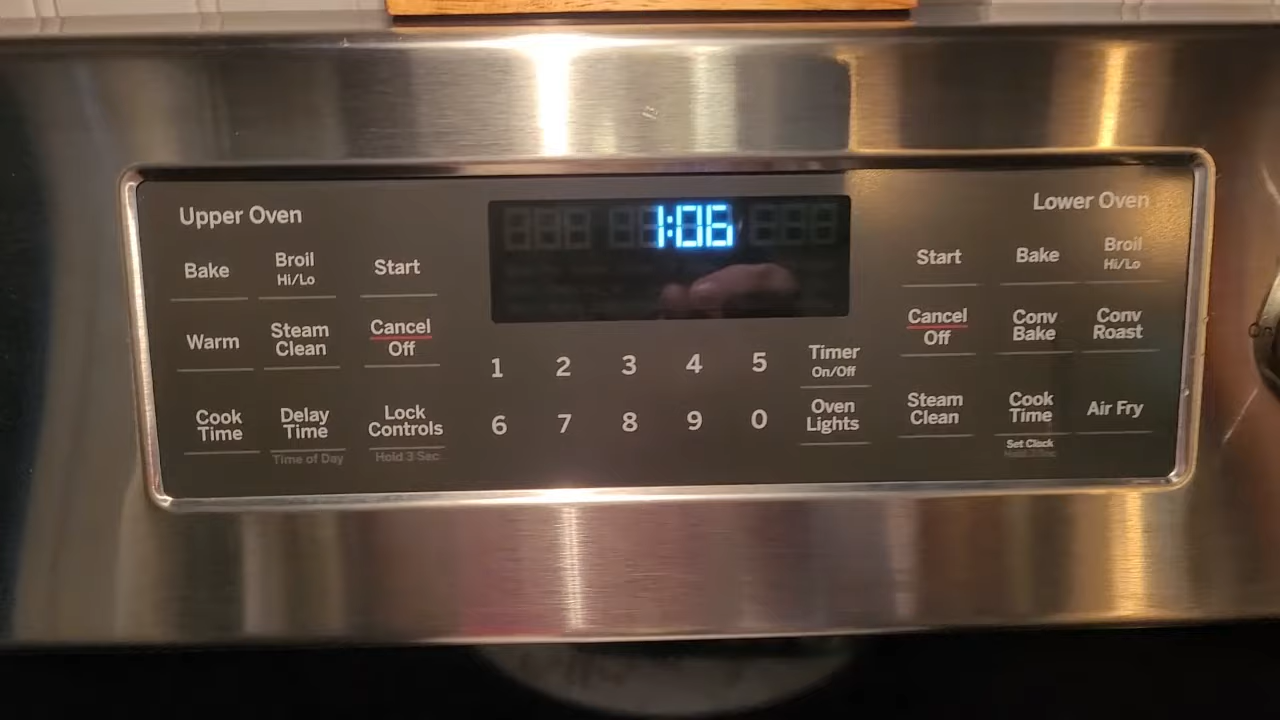 Upper Oven
Bake
Broil
Hi/Lo
Start
Warm
Steam
Clean
Cancel
Off
Cook
Time
Delay
Time
Time of Day
Lock
Controls
Hold 3 Sec
1:06
1 2 3 4 5
6 7 8 9 0
Timer
On/Off
Oven
Lights
Lower Oven
Start
Bake
Broil
Hi/Lo
Cancel
Off
Conv
Bake
Conv
Roast
Steam
Clean
Cook
Time
Set Clock
Air Fry
On